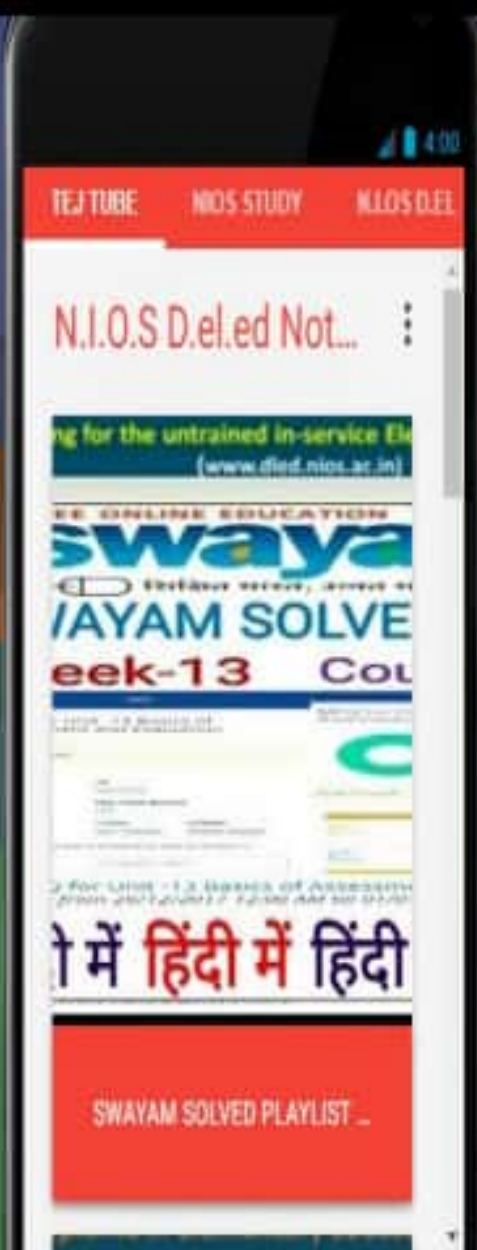 4:00
TEJ TUBE NIOS STUDY N.I.OS D.EL
N.I.O.S D.el.ed Not...
ng for the untrained in-service Ele
(www.dled.nios.ac.in)
EE ONLINE EDUCATION
swaya
/AYAM SOLVE
eek-13 Cou
for Unit -13 Basics of Assessme
ी में हिंदी में हिंदी
SWAYAM SOLVED PLAYLIST ...